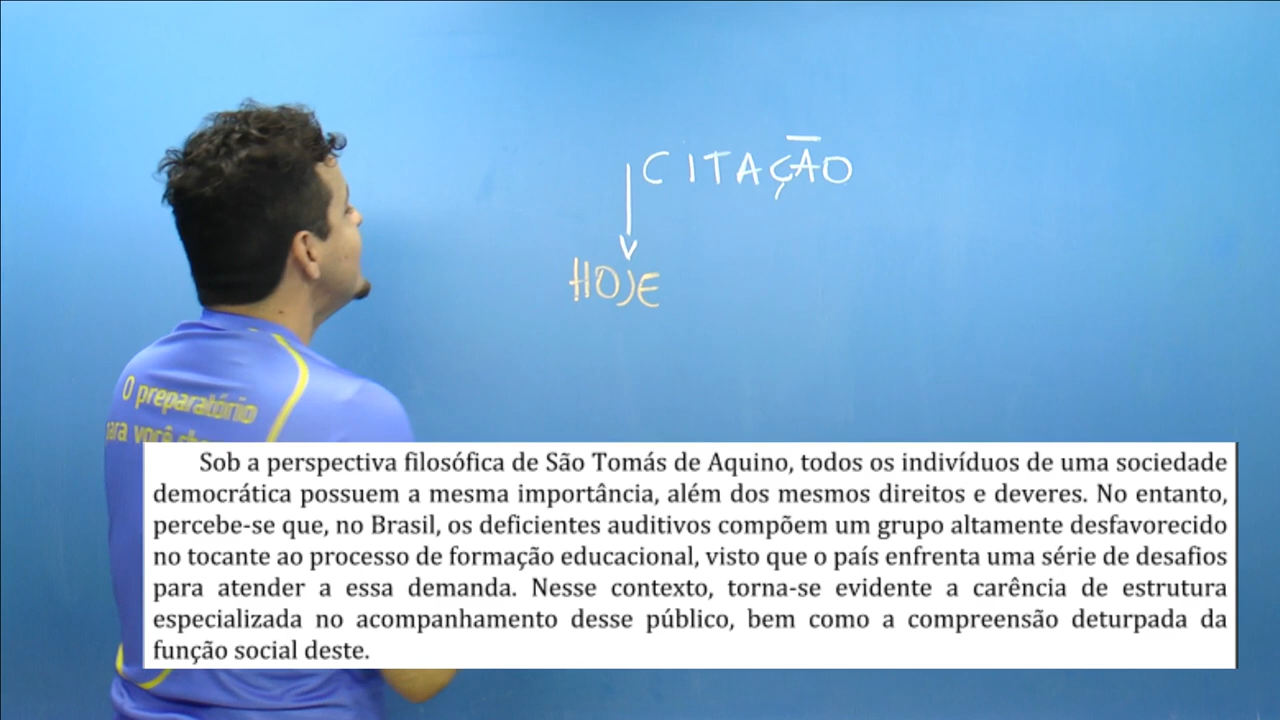 CITAÇÃO
HOJE
O preparatório
para você
Sob a perspectiva filosófica de São Tomás de Aquino, todos os indivíduos de uma sociedade
democrática possuem a mesma importância, além dos mesmos direitos e deveres. No entanto,
percebe-se que, no Brasil, os deficientes auditivos compõem um grupo altamente desfavorecido
no tocante ao processo de formação educacional, visto que o país enfrenta uma série de desafios
para atender a essa demanda. Nesse contexto, torna-se evidente a carência de estrutura
especializada no acompanhamento desse público, bem como a compreensão deturpada da
função social deste.